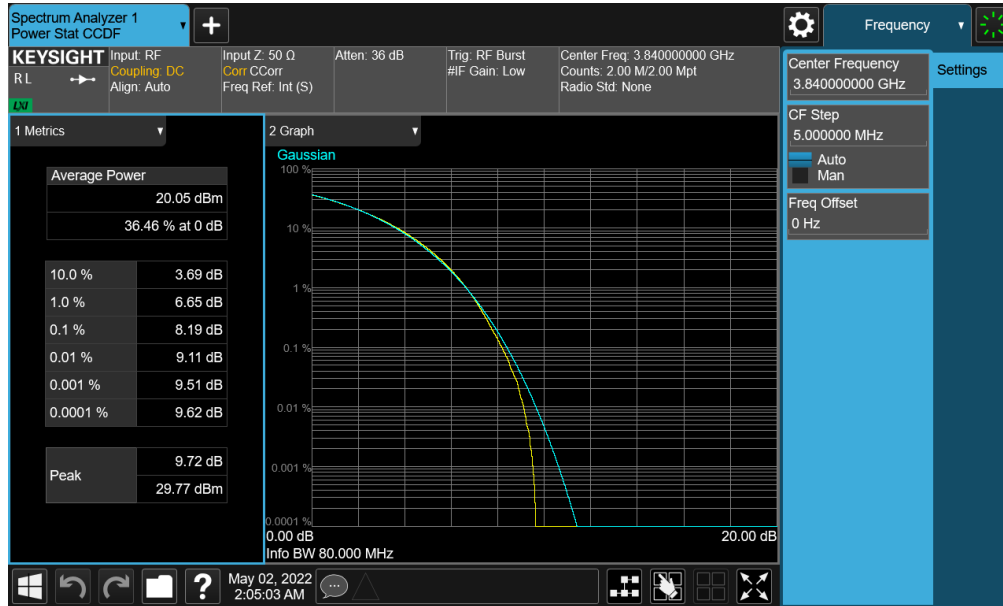 Spectrum Analyzer 1
Power Stat CCDF
Frequency
KEYSIGHT
R L
LXI
Input: RF
Coupling: DC
Align: Auto
Input Z: 50 Ω
Corr CCorr
Freq Ref: Int (S)
Atten: 36 dB
Trig: RF Burst
#IF Gain: Low
Center Freq: 3.840000000 GHz
Counts: 2.00 M/2.00 Mpt
Radio Std: None
Center Frequency
3.840000000 GHz
Settings
CF Step
5.000000 MHz
Auto
Man
Freq Offset
0 Hz
1 Metrics
Average Power
20.05 dBm
36.46 % at 0 dB
10.0 % 3.69 dB
1.0 % 6.65 dB
0.1 % 8.19 dB
0.01 % 9.11 dB
0.001 % 9.51 dB
0.0001 % 9.62 dB
Peak
9.72 dB
29.77 dBm
2 Graph
Gaussian
100 %
10 %
1 %
0.1 %
0.01 %
0.001 %
0.0001 %
0.00 dB
20.00 dB
Info BW 80.000 MHz
?
May 02, 2022
2:05:03 AM